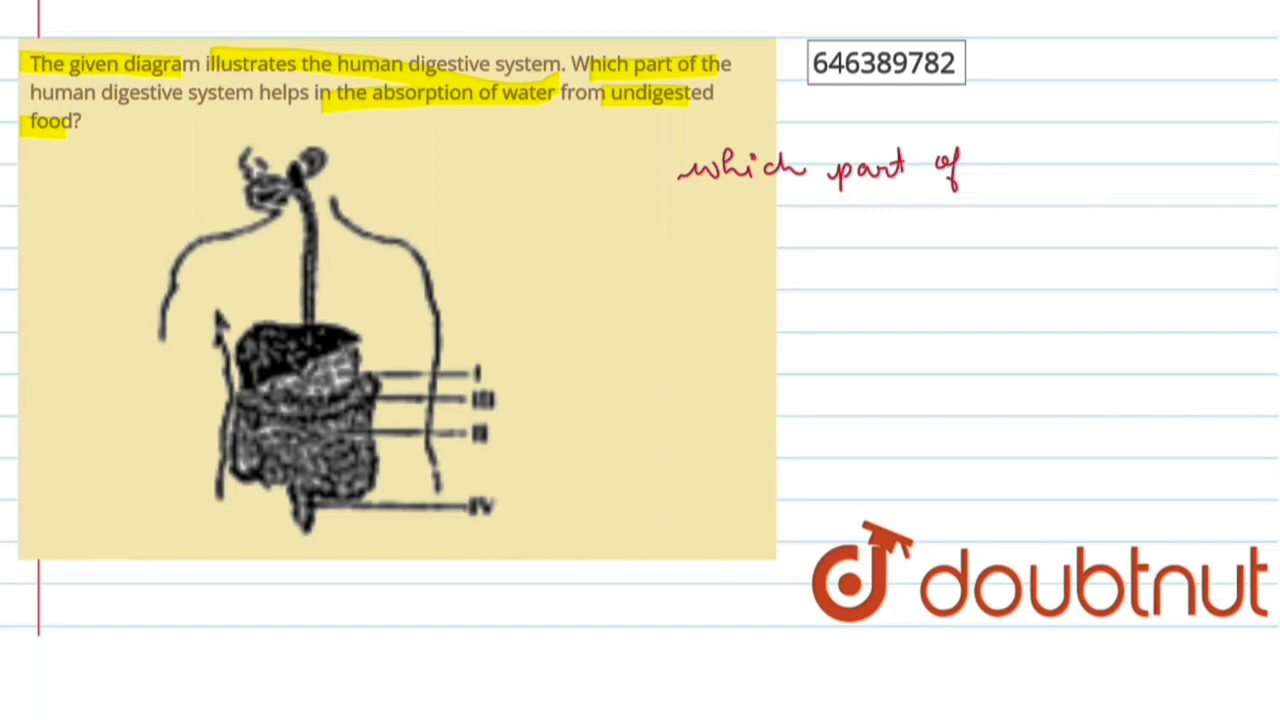 The given diagram illustrates the human digestive system. Which part of the
human digestive system helps in the absorption of water from undigested
food?
646389782
which part of
I
III
II
IV
doubtnut